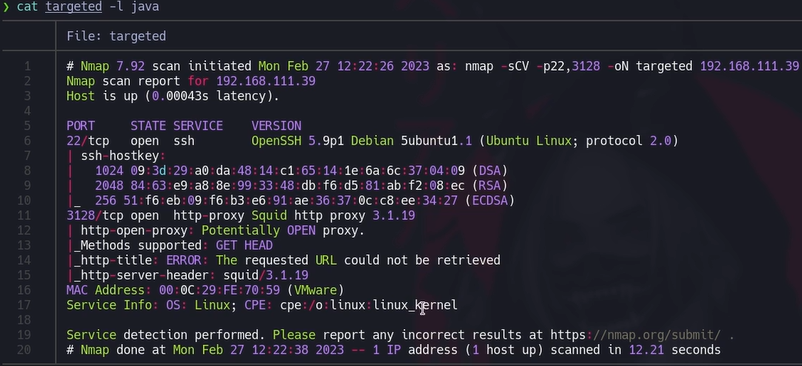 ❯ cat targeted -l java
File: targeted
1 # Nmap 7.92 scan initiated Mon Feb 27 12:22:26 2023 as: nmap -sCV -p22,3128 -oN targeted 192.168.111.39
2 Nmap scan report for 192.168.111.39
3 Host is up (0.00043s latency).
4
5 PORT     STATE SERVICE    VERSION
6 22/tcp   open  ssh        OpenSSH 5.9p1 Debian 5ubuntu1.1 (Ubuntu Linux; protocol 2.0)
7 | ssh-hostkey:
8 |   1024 09:3d:29:a0:da:48:14:c1:65:14:1e:6a:6c:37:04:09 (DSA)
9 |   2048 84:63:e9:a8:8e:99:33:48:db:f6:d5:81:ab:f2:08:ec (RSA)
10 |_  256 51:f6:eb:09:f6:b3:e6:91:ae:36:37:0c:c8:ee:34:27 (ECDSA)
11 3128/tcp open  http-proxy Squid http proxy 3.1.19
12 | http-open-proxy: Potentially OPEN proxy.
13 |_Methods supported: GET HEAD
14 |_http-title: ERROR: The requested URL could not be retrieved
15 |_http-server-header: squid/3.1.19
16 MAC Address: 00:0C:29:FE:70:59 (VMware)
17 Service Info: OS: Linux; CPE: cpe:/o:linux:linux_kernel
18
19 Service detection performed. Please report any incorrect results at https://nmap.org/submit/ .
20 # Nmap done at Mon Feb 27 12:22:38 2023 -- 1 IP address (1 host up) scanned in 12.21 seconds